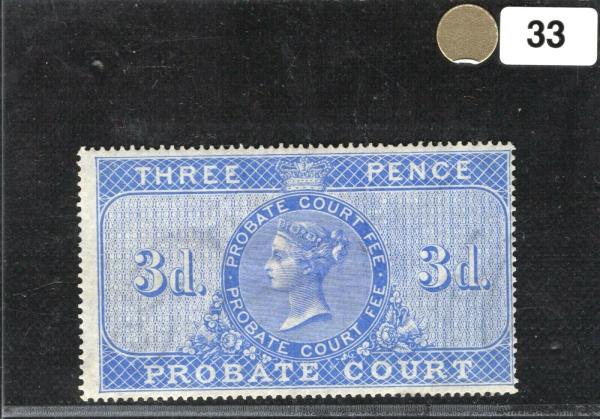 33
THREE PENCE
PROBATE COURT FEE
3d. 3d.
PROBATE COURT FEE
PROBATE COURT